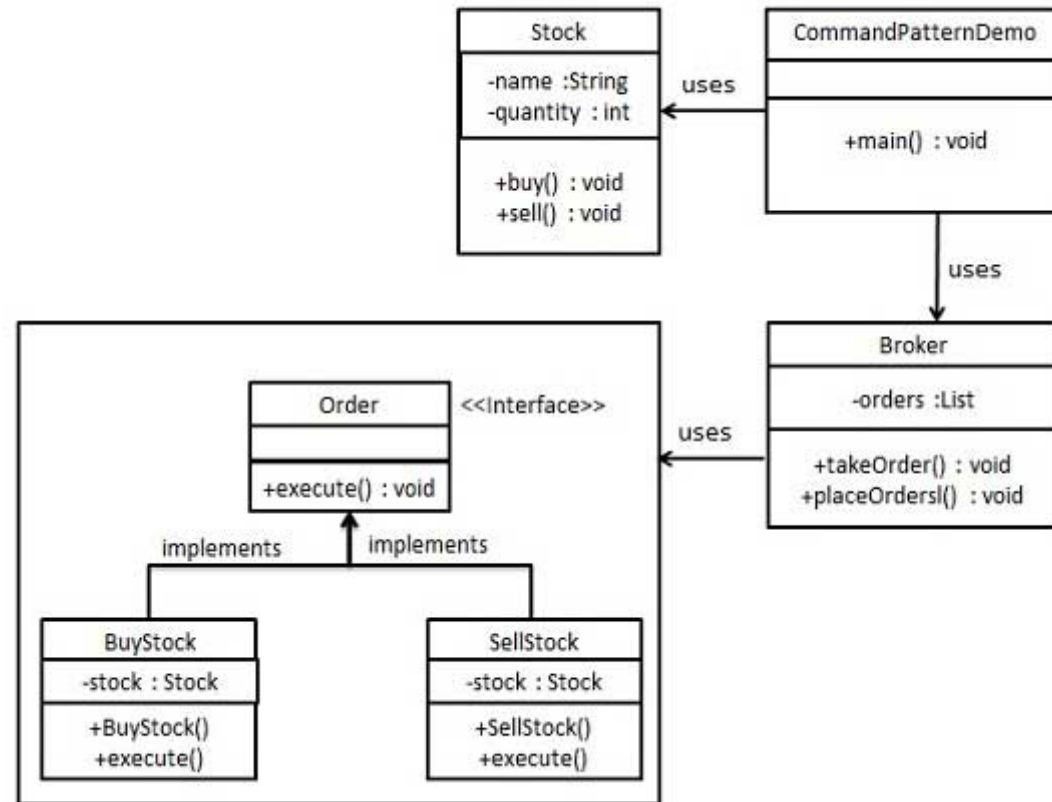 Stock
-name :String
-quantity : int
+buy() : void
+sell() : void
uses
CommandPatternDemo
+main() : void
uses
Broker
-orders :List
+takeOrder() : void
+placeOrdersl() : void
uses
Order
<<Interface>>
+execute() : void
implements
implements
BuyStock
-stock : Stock
+BuyStock()
+execute()
SellStock
-stock : Stock
+SellStock()
+execute()